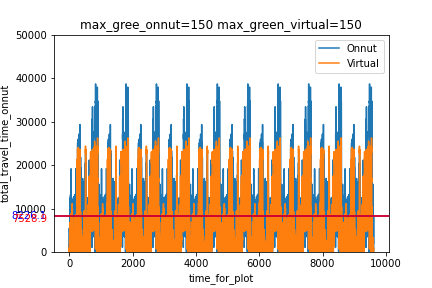 max_gree_onnut=150 max_green_virtual=150
50000
40000
30000
20000
10000
0
total_travel_time_onnut
Onnut
Virtual
0
2000
4000
6000
8000
10000
time_for_plot